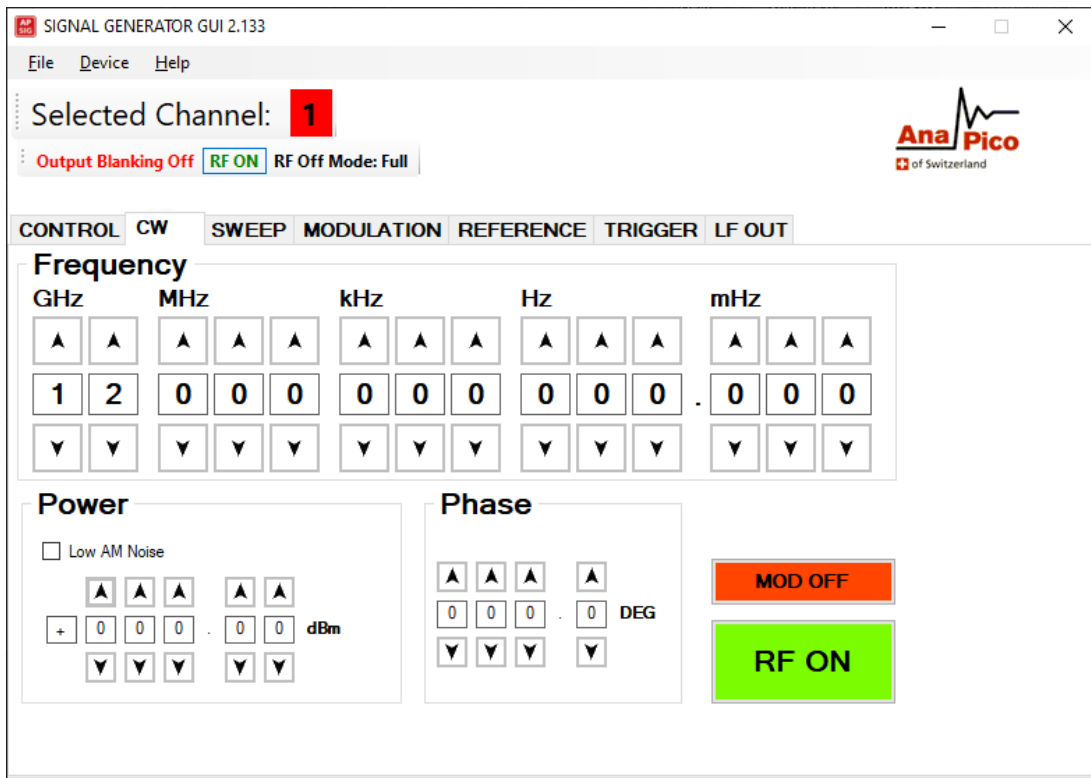 AP
SIG
SIGNAL GENERATOR GUI 2.133
File Device Help
Selected Channel: 1
Output Blanking Off RF ON RF Off Mode: Full
Ana Pico
of Switzerland
CONTROL CW SWEEP MODULATION REFERENCE TRIGGER LF OUT
Frequency
GHz MHz kHz Hz mHz
1 2 0 0 0 0 0 0 0 0 0 . 0 0 0
Power
Low AM Noise
+ 0 0 0 . 0 0 dBm
Phase
0 0 0 . 0 DEG
MOD OFF
RF ON